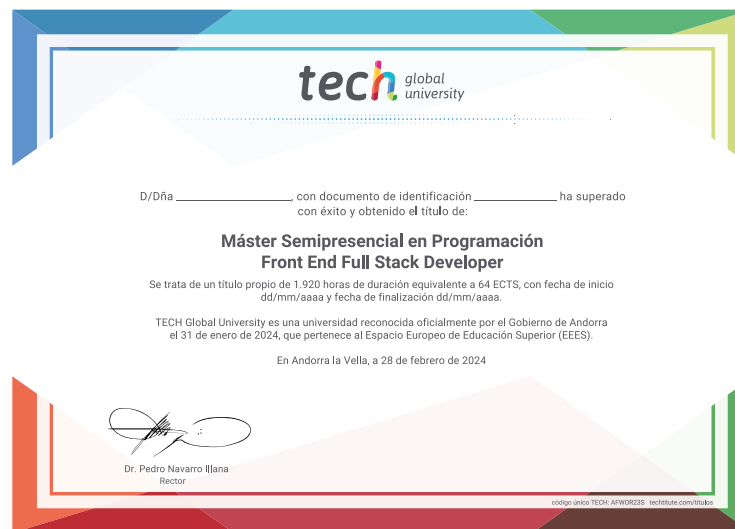 tech global
university
D/Dña ______________, con documento de identificación ______________ ha superado
con éxito y obtenido el título de:
Máster Semipresencial en Programación
Front End Full Stack Developer
Se trata de un título propio de 1.920 horas de duración equivalente a 64 ECTS, con fecha de inicio
dd/mm/aaaa y fecha de finalización dd/mm/aaaa.
TECH Global University es una universidad reconocida oficialmente por el Gobierno de Andorra
el 31 de enero de 2024, que pertenece al Espacio Europeo de Educación Superior (EEES).
En Andorra la Vella, a 28 de febrero de 2024
Dr. Pedro Navarro Illana
Rector
código único TECH: AFWOR23S techtitute.com/titulos